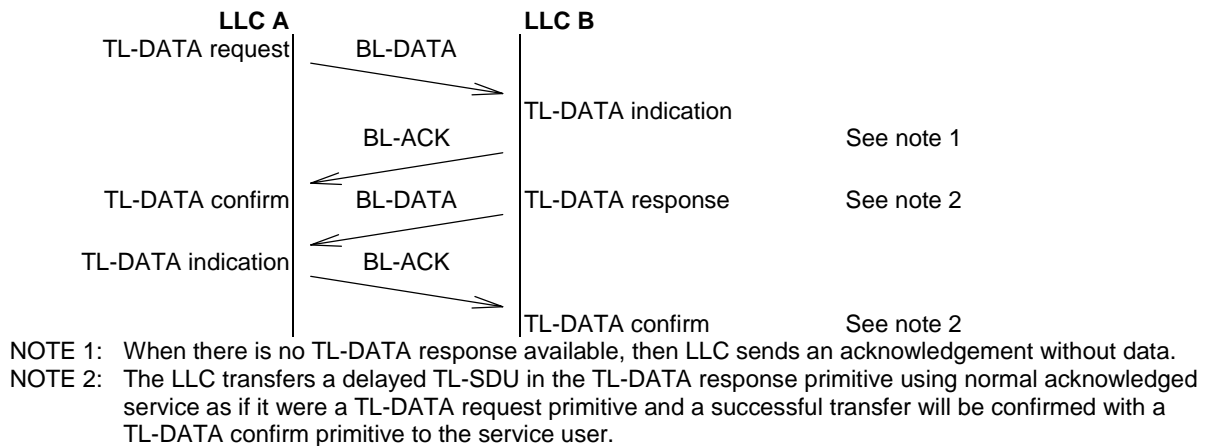 LLC A LLC B
TL-DATA request BL-DATA
TL-DATA indication
BL-ACK See note 1
TL-DATA confirm BL-DATA TL-DATA response See note 2
TL-DATA indication BL-ACK
TL-DATA confirm See note 2
NOTE 1: When there is no TL-DATA response available, then LLC sends an acknowledgement without data.
NOTE 2: The LLC transfers a delayed TL-SDU in the TL-DATA response primitive using normal acknowledged
service as if it were a TL-DATA request primitive and a successful transfer will be confirmed with a
TL-DATA confirm primitive to the service user.